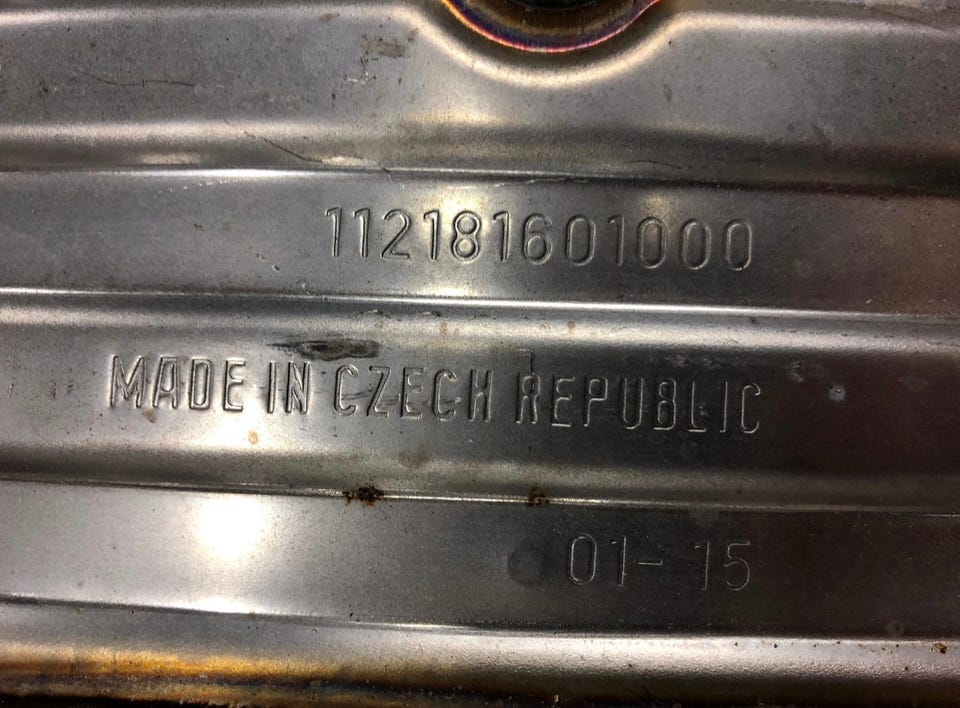 112181601000
MADE IN CZECH REPUBLIC
01-15